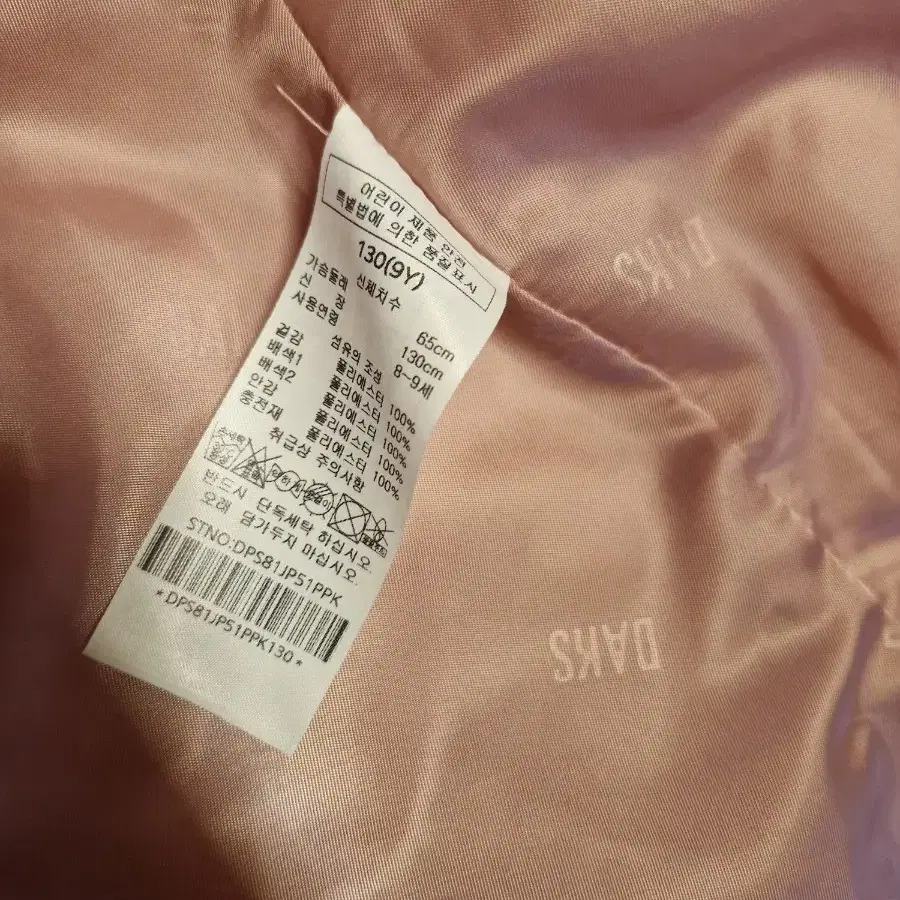 어린이 제품 안전
특별법에 의한 품질표시
130(9Y)
신체치수
가슴둘레 65cm
신 장 130cm
사용연령 8~9세
섬유의 조성
겉감 폴리에스터 100%
배색1 폴리에스터 100%
배색2 폴리에스터 100%
안감 폴리에스터 100%
충전재 폴리에스터 100%
취급상 주의사항
반드시 단독세탁 하십시오.
오래 담가두지 마십시오.
STNO:DPS81JP51PPK
*DPS81JP51PPK130*
DAKS
DAKS